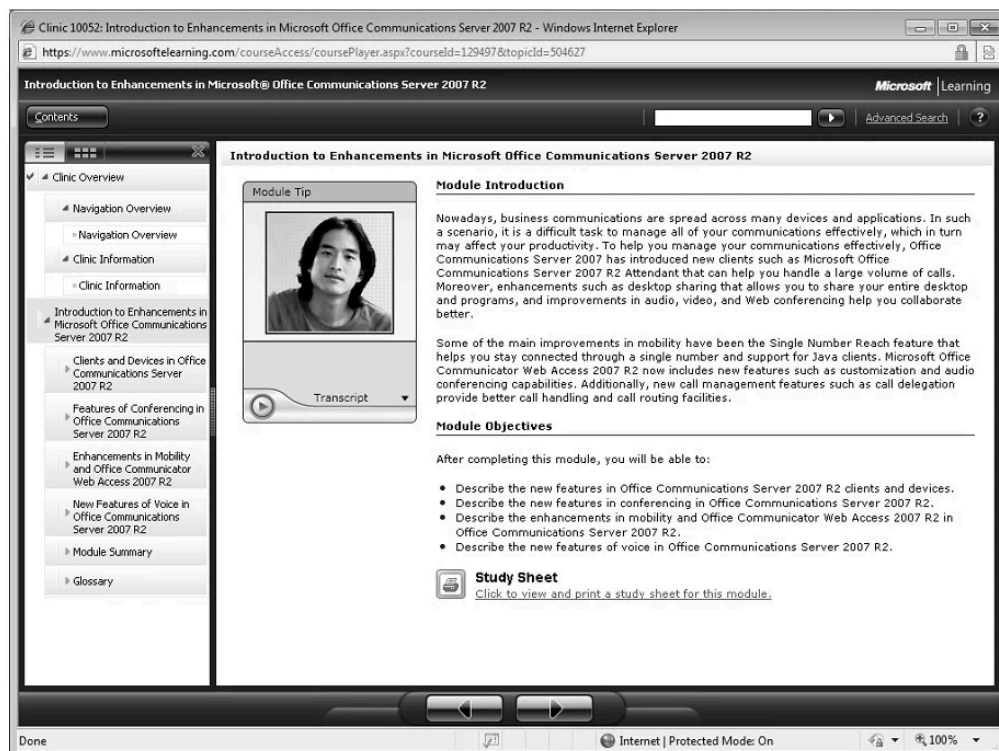 Clinic 10052: Introduction to Enhancements in Microsoft Office Communications Server 2007 R2 - Windows Internet Explorer
https://www.microsoftelearning.com/courseAccess/coursePlayer.aspx?courseId=129497&topicId=504627
Introduction to Enhancements in Microsoft® Office Communications Server 2007 R2
Microsoft | Learning
Contents
Advanced Search
?
Clinic Overview
Navigation Overview
Navigation Overview
Clinic Information
Clinic Information
Introduction to Enhancements in
Microsoft Office Communications
Server 2007 R2
Clients and Devices in Office
Communications Server
2007 R2
Features of Conferencing in
Office Communications
Server 2007 R2
Enhancements in Mobility
and Office Communicator
Web Access 2007 R2
New Features of Voice in
Office Communications
Server 2007 R2
Module Summary
Glossary
Introduction to Enhancements in Microsoft Office Communications Server 2007 R2
Module Tip
Transcript
Module Introduction
Nowadays, business communications are spread across many devices and applications. In such
a scenario, it is a difficult task to manage all of your communications effectively, which in turn
may affect your productivity. To help you manage your communications effectively, Office
Communications Server 2007 has introduced new clients such as Microsoft Office
Communications Server 2007 R2 Attendant that can help you handle a large volume of calls.
Moreover, enhancements such as desktop sharing that allows you to share your entire desktop
and programs, and improvements in audio, video, and Web conferencing help you collaborate
better.
Some of the main improvements in mobility have been the Single Number Reach feature that
helps you stay connected through a single number and support for Java clients. Microsoft Office
Communicator Web Access 2007 R2 now includes new features such as customization and audio
conferencing capabilities. Additionally, new call management features such as call delegation
provide better call handling and call routing facilities.
Module Objectives
After completing this module, you will be able to:
• Describe the new features in Office Communications Server 2007 R2 clients and devices.
• Describe the new features in conferencing in Office Communications Server 2007 R2.
• Describe the enhancements in mobility and Office Communicator Web Access 2007 R2 in
Office Communications Server 2007 R2.
• Describe the new features of voice in Office Communications Server 2007 R2.
Study Sheet
Click to view and print a study sheet for this module.
Done
Internet | Protected Mode: On
100%